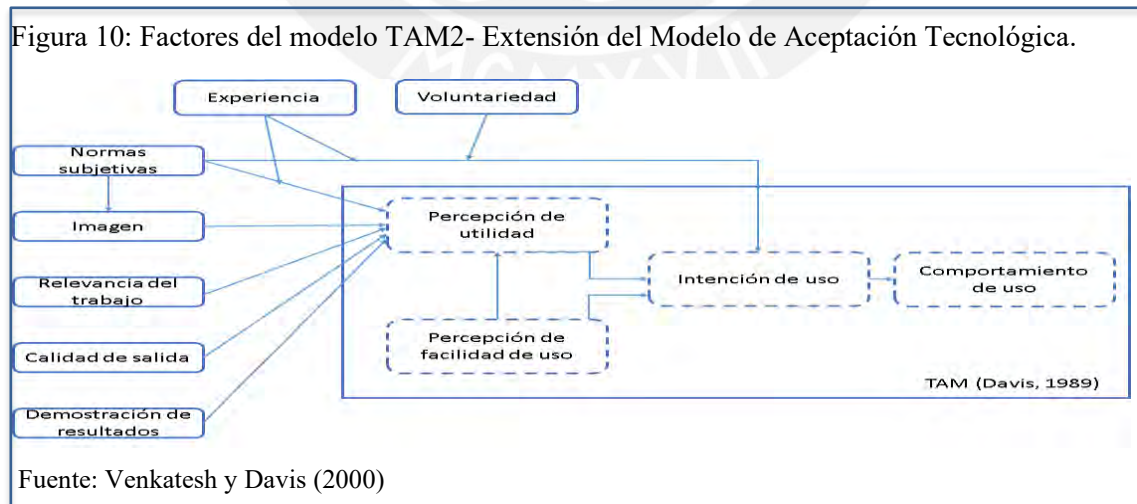 Figura 10: Factores del modelo TAM2- Extensión del Modelo de Aceptación Tecnológica.
MCMXVII
Experiencia
Voluntariedad
Normas
subjetivas
Imagen
Relevancia del
trabajo
Calidad de salida
Demostración de
resultados
Percepción de
utilidad
Percepción de
facilidad de uso
Intención de uso
Comportamiento
de uso
TAM (Davis, 1989)
Fuente: Venkatesh y Davis (2000)